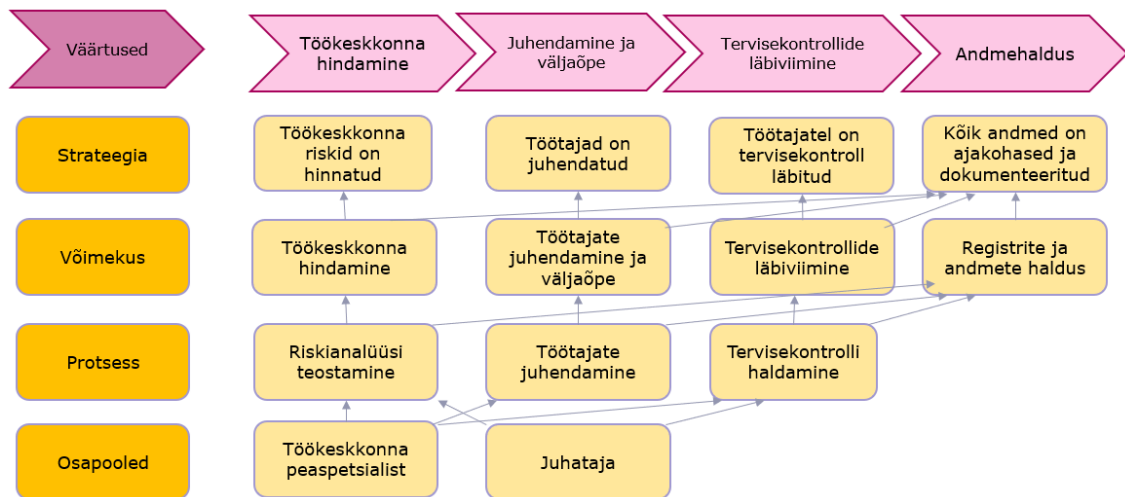 Väärtused
Töökeskkonna
hindamine
Juhendamine ja
väljaõpe
Tervisekontrollide
läbiviimine
Andmehaldus
Strateegia
Töökeskkonna
riskid on
hinnatud
Töötajad on
juhendatud
Töötajatel on
tervisekontroll
läbitud
Kõik andmed on
ajakohased ja
dokumenteeritud
Võimekus
Töökeskkonna
hindamine
Töötajate
juhendamine ja
väljaõpe
Tervisekontrollide
läbiviimine
Registrite ja
andmete haldus
Protsess
Riskianalüüsi
teostamine
Töötajate
juhendamine
Tervisekontrolli
haldamine
Osapooled
Töökeskkonna
peaspetsialist
Juhataja